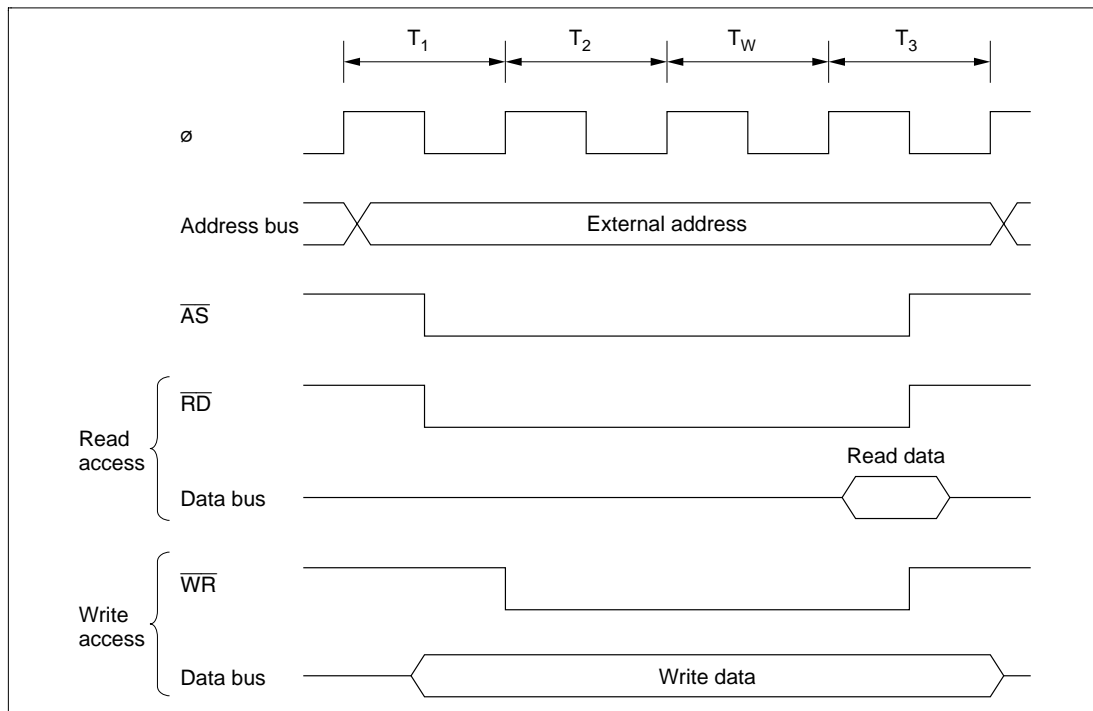 T1 T2 TW T3
ø
Address bus External address
AS
RD
Read access
Read data
Data bus
WR
Write access
Data bus Write data